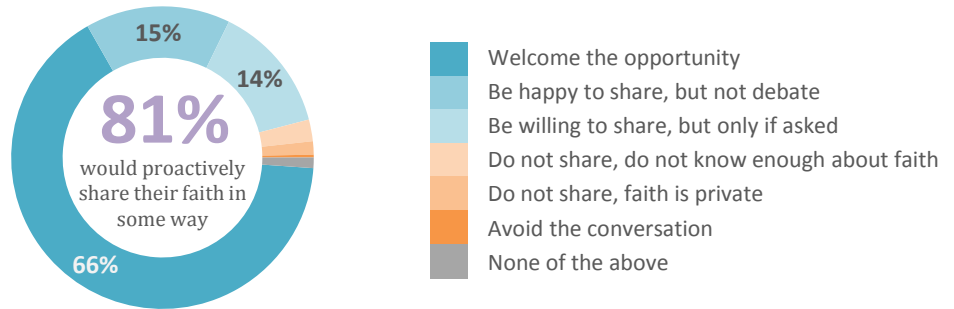 15%
14%
81%
would proactively
share their faith in
some way
66%
Welcome the opportunity
Be happy to share, but not debate
Be willing to share, but only if asked
Do not share, do not know enough about faith
Do not share, faith is private
Avoid the conversation
None of the above